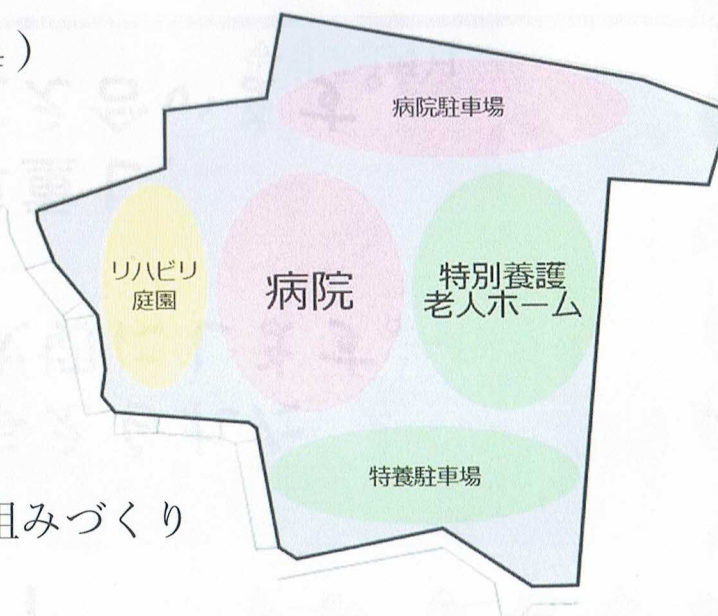 )
病院駐車場
リハビリ
庭園
病院
特別養護
老人ホーム
特養駐車場
組みづくり